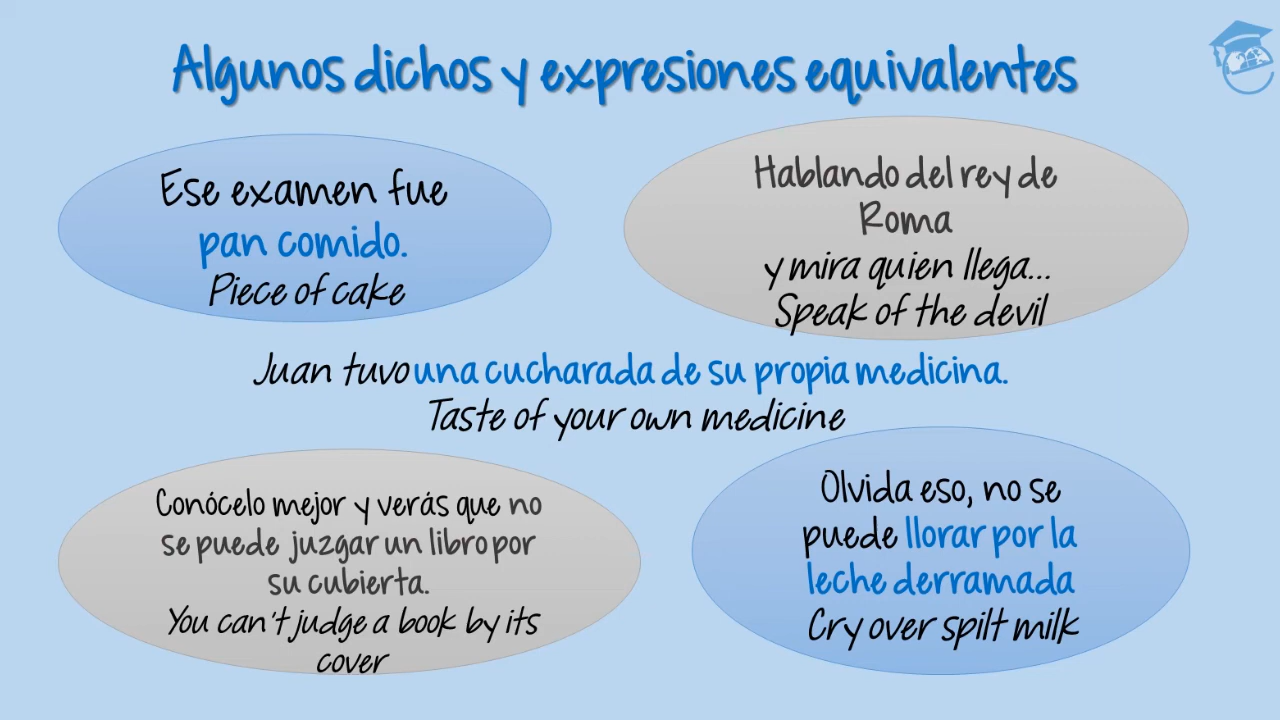 Algunos dichos y expresiones equivalentes
Ese examen fue
pan comido.
Piece of cake
Hablando del rey de
Roma
y mira quien llega...
Speak of the devil
Juan tuvo una cucharada de su propia medicina.
Taste of your own medicine
Conócelo mejor y verás que no
se puede juzgar un libro por
su cubierta.
You can't judge a book by its
cover
Olvida eso, no se
puede llorar por la
leche derramada
Cry over spilt milk